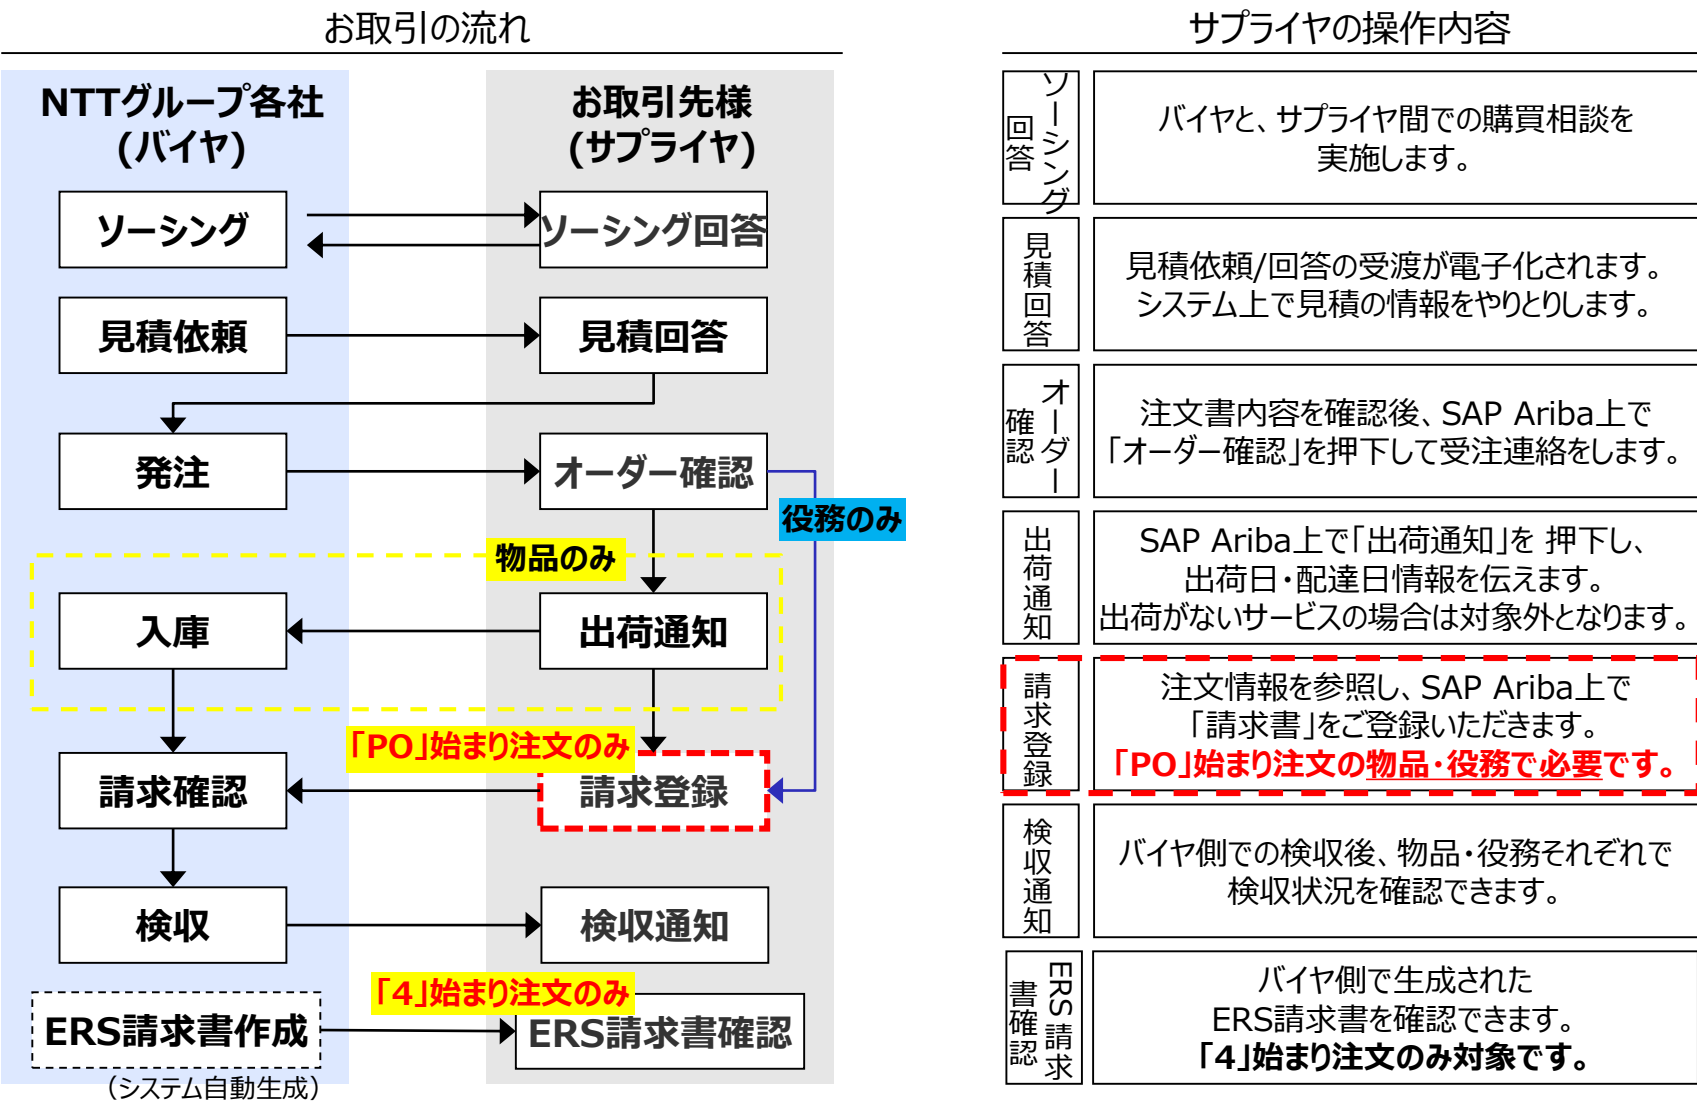 お取引の流れ
NTTグループ各社
(バイヤ)
お取引先様
(サプライヤ)
ソーシング
ソーシング回答
見積依頼
見積回答
発注
オーダー確認
役務のみ
物品のみ
入庫
出荷通知
「PO」始まり注文のみ
請求確認
請求登録
検収
検収通知
「4」始まり注文のみ
ERS請求書作成
ERS請求書確認
（システム自動生成）
サプライヤの操作内容
ソーシング
回答
バイヤと、サプライヤ間での購買相談を
実施します。
見積回答
見積依頼/回答の受渡が電子化されます。
システム上で見積の情報をやりとりします。
オーダー
確認
注文書内容を確認後、SAP Ariba上で
「オーダー確認」を押下して受注連絡をします。
出荷通知
SAP Ariba上で「出荷通知」を 押下し、
出荷日・配達日情報を伝えます。
出荷がないサービスの場合は対象外となります。
請求登録
注文情報を参照し、SAP Ariba上で
「請求書」をご登録いただきます。
「PO」始まり注文の物品・役務で必要です。
検収通知
バイヤ側での検収後、物品・役務それぞれで
検収状況を確認できます。
ERS請求
書確認
バイヤ側で生成された
ERS請求書を確認できます。
「4」始まり注文のみ対象です。